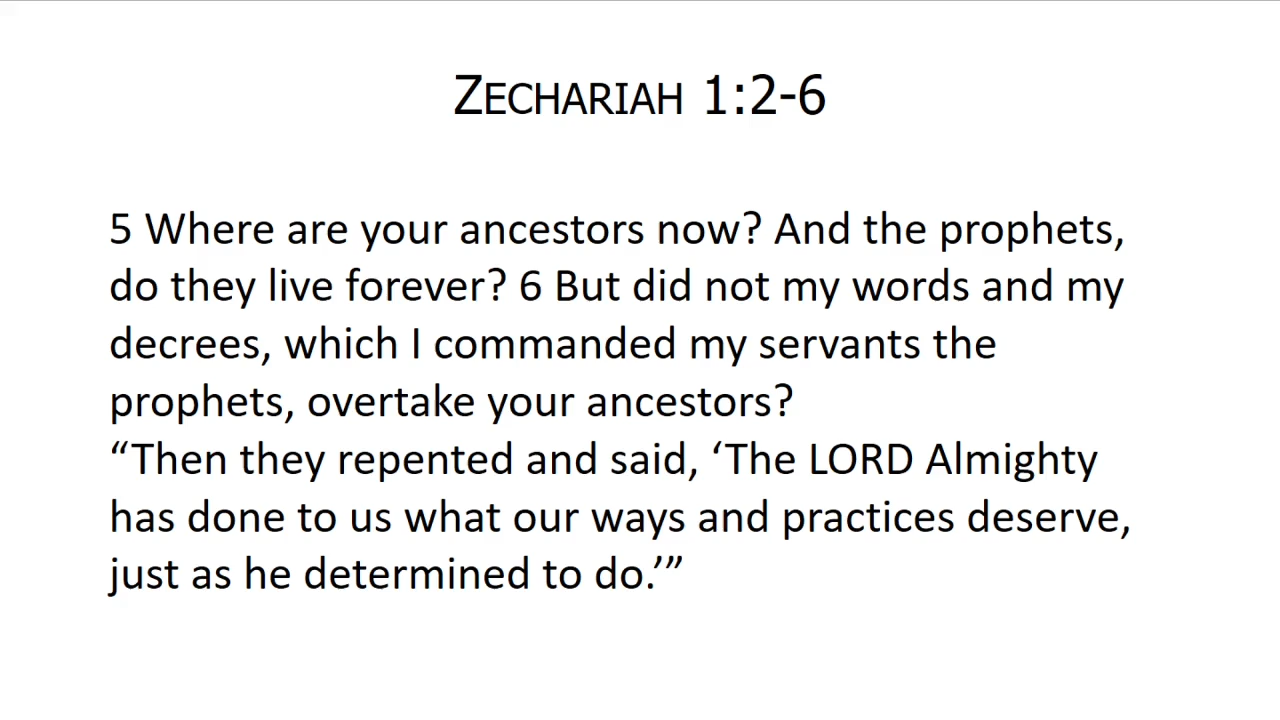 ZECHARIAH 1:2-6
5 Where are your ancestors now? And the prophets,
do they live forever? 6 But did not my words and my
decrees, which I commanded my servants the
prophets, overtake your ancestors?
“Then they repented and said, ‘The LORD Almighty
has done to us what our ways and practices deserve,
just as he determined to do.’”